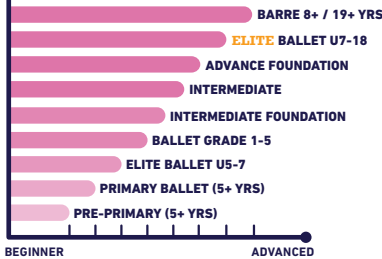 BARRE 8+ / 19+ YRS
ELITE BALLET U7-18
ADVANCE FOUNDATION
INTERMEDIATE
INTERMEDIATE FOUNDATION
BALLET GRADE 1-5
ELITE BALLET U5-7
PRIMARY BALLET (5+ YRS)
PRE-PRIMARY (5+ YRS)
BEGINNER ADVANCED